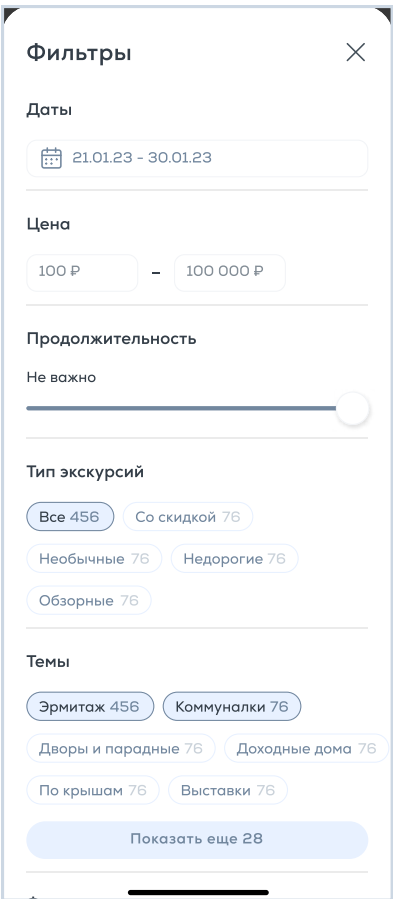 Фильтры
Даты
21.01.23 - 30.01.23
Цена
100 ₽ – 100 000 ₽
Продолжительность
Не важно
Тип экскурсий
Все 456 Со скидкой 76
Необычные 76 Недорогие 76
Обзорные 76
Темы
Эрмитаж 456 Коммуналки 76
Дворы и парадные 76 Доходные дома 76
По крышам 76 Выставки 76
Показать еще 28